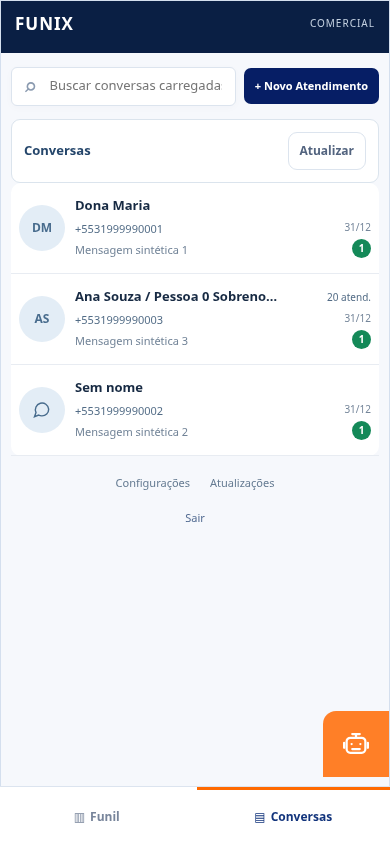 FUNIX
COMERCIAL
Buscar conversas carregada
+ Novo Atendimento
Conversas
Atualizar
DM
Dona Maria
+5531999990001
31/12
Mensagem sintética 1
1
AS
Ana Souza / Pessoa 0 Sobreno...
20 atend.
+5531999990003
31/12
Mensagem sintética 3
1
Sem nome
+5531999990002
31/12
Mensagem sintética 2
1
Configurações
Atualizações
Sair
Funil
Conversas